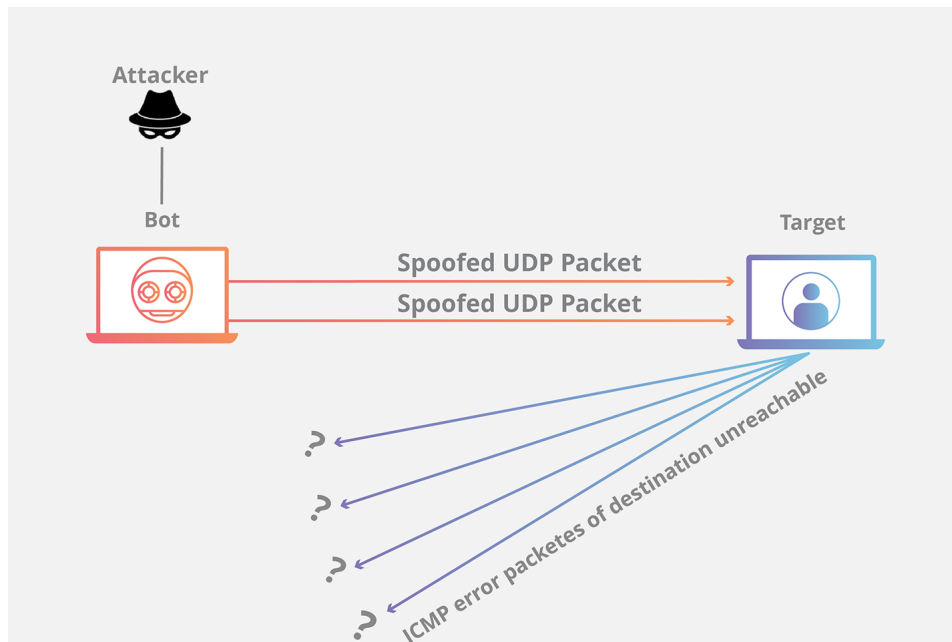 Attacker
Bot
Target
Spoofed UDP Packet
Spoofed UDP Packet
?
?
?
?
ICMP error packetes of destination unreachable